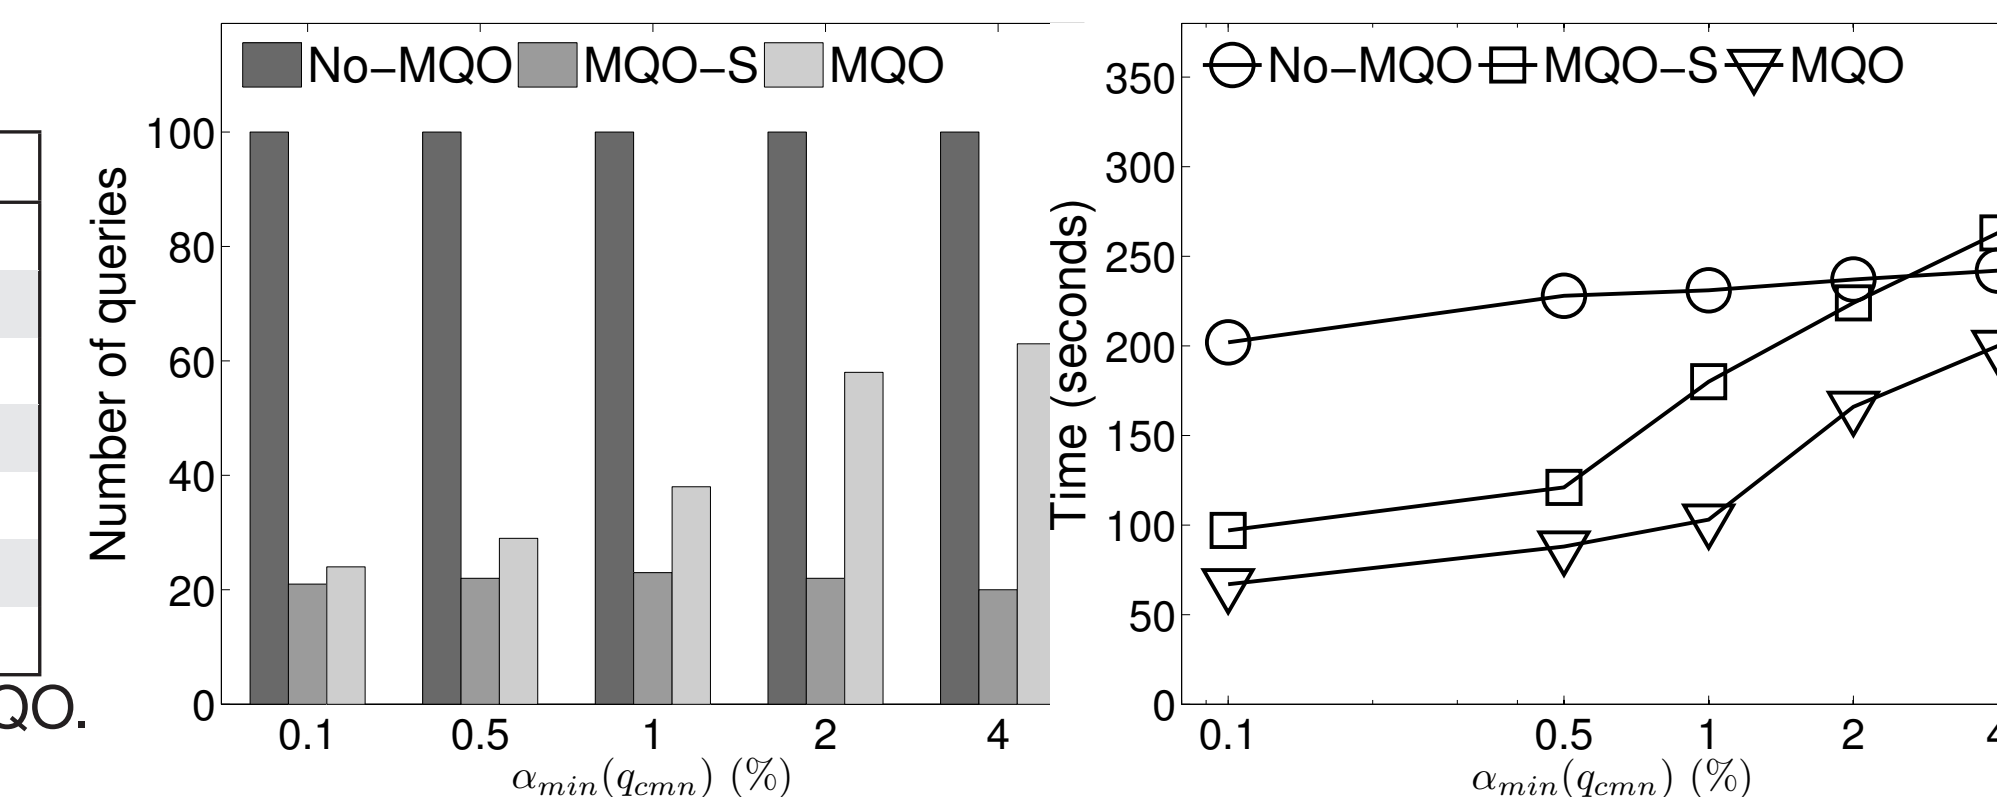 QO.
No−MQO MQO−S MQO
Number of queries
100
80
60
40
20
0
0.1 0.5 1 2 4
αmin(qcmn) (%)
No−MQO MQO−S MQO
Time (seconds)
350
300
250
200
150
100
50
0
0.1 0.5 1 2 4
αmin(qcmn) (%)